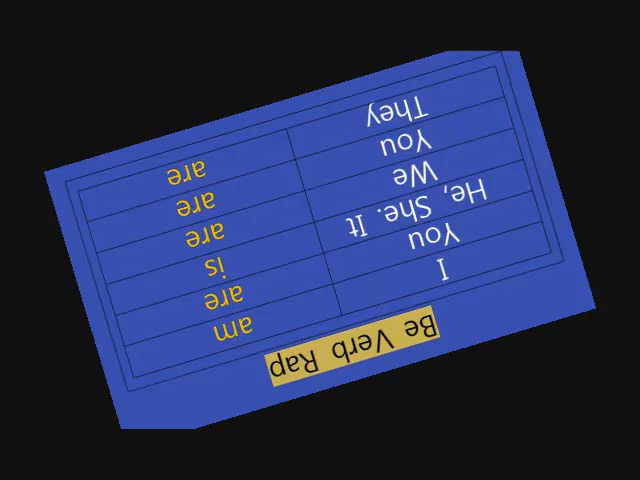 Be Verb Rap
I am
You are
He, She. It is
We are
You are
They are